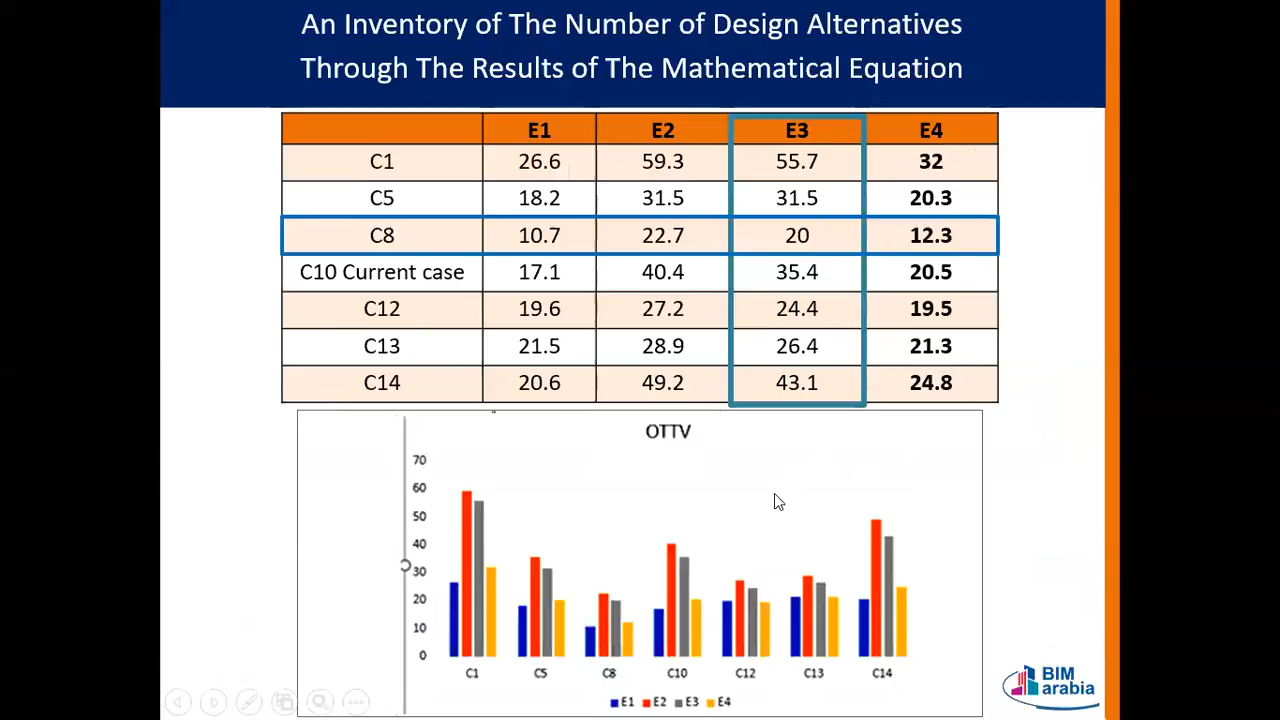 An Inventory of The Number of Design Alternatives
Through The Results of The Mathematical Equation
E1 E2 E3 E4
C1 26.6 59.3 55.7 32
C5 18.2 31.5 31.5 20.3
C8 10.7 22.7 20 12.3
C10 Current case 17.1 40.4 35.4 20.5
C12 19.6 27.2 24.4 19.5
C13 21.5 28.9 26.4 21.3
C14 20.6 49.2 43.1 24.8
OTTV
70
60
50
40
30
20
10
0
C1 C5 C8 C10 C12 C13 C14
E1 E2 E3 E4
BIM
arabia